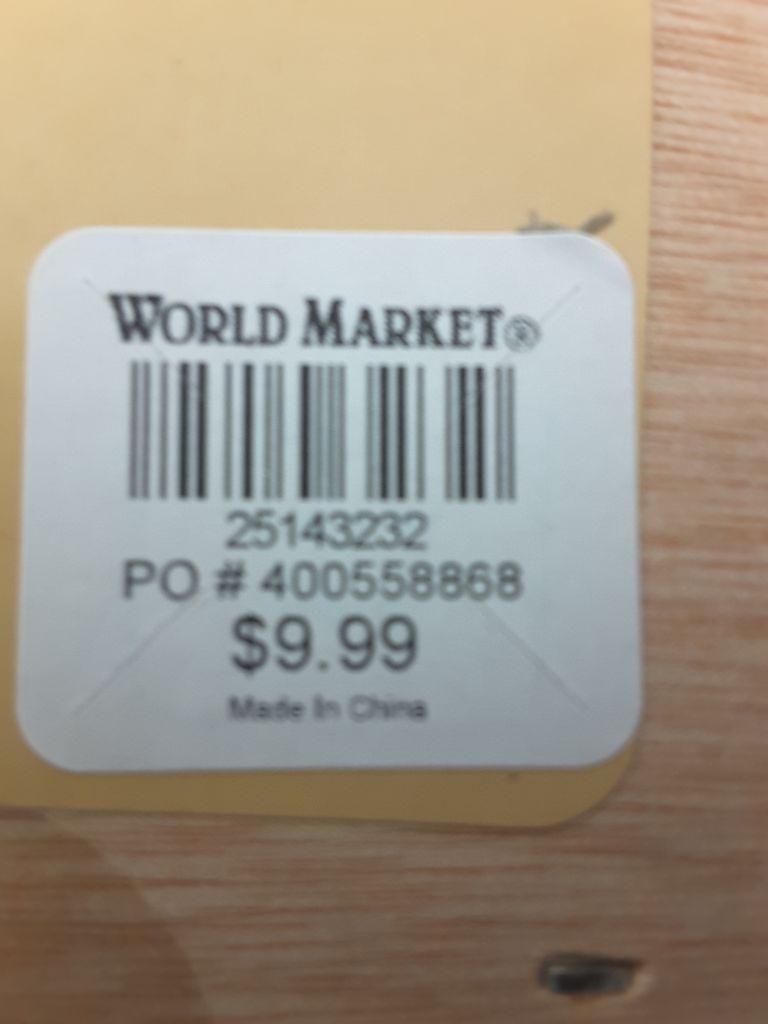 WORLD MARKET®
25143232
PO # 400558868
$9.99
Made In China